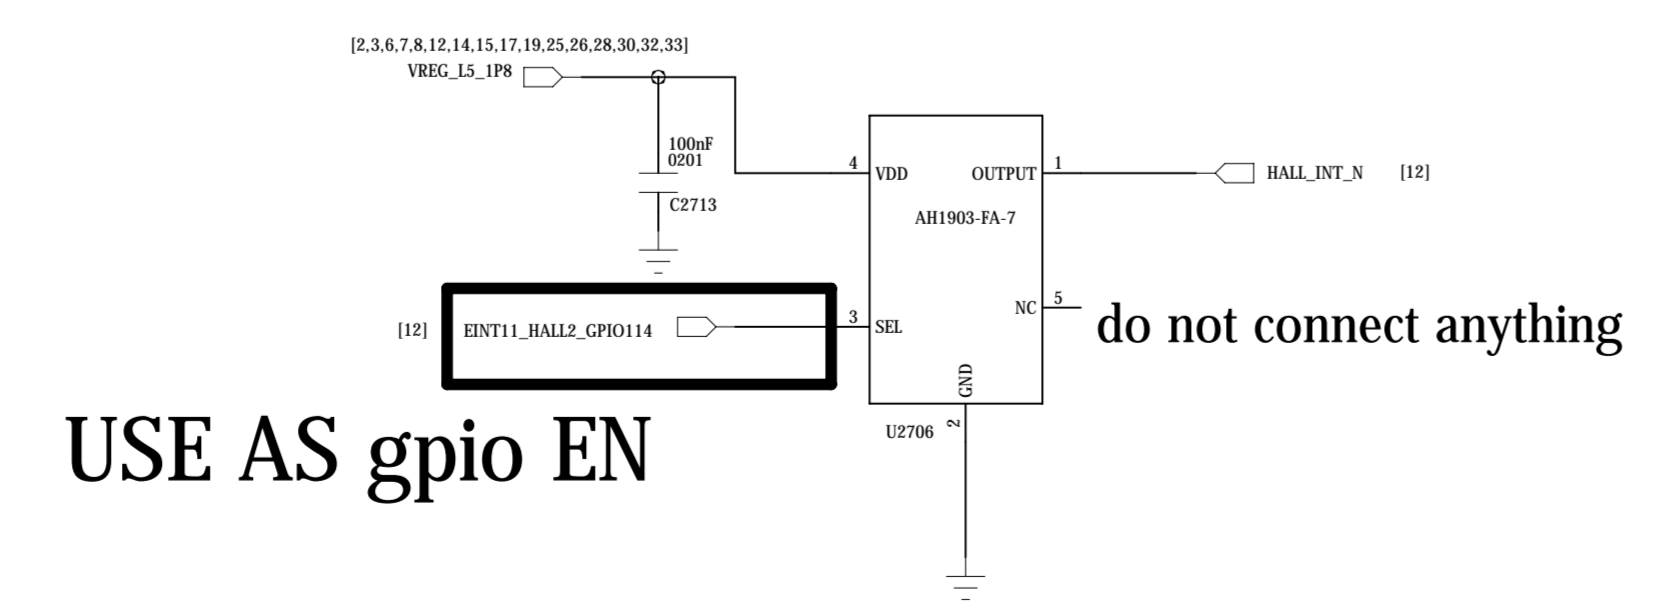 [2,3,6,7,8,12,14,15,17,19,25,26,28,30,32,33]
VREG_L5_1P8
100nF
0201
C2713
4
VDD
OUTPUT
1
HALL_INT_N
[12]
AH1903-FA-7
[12]
EINT11_HALL2_GPIO114
3
SEL
NC
5
do not connect anything
GND
U2706
2
USE AS gpio EN